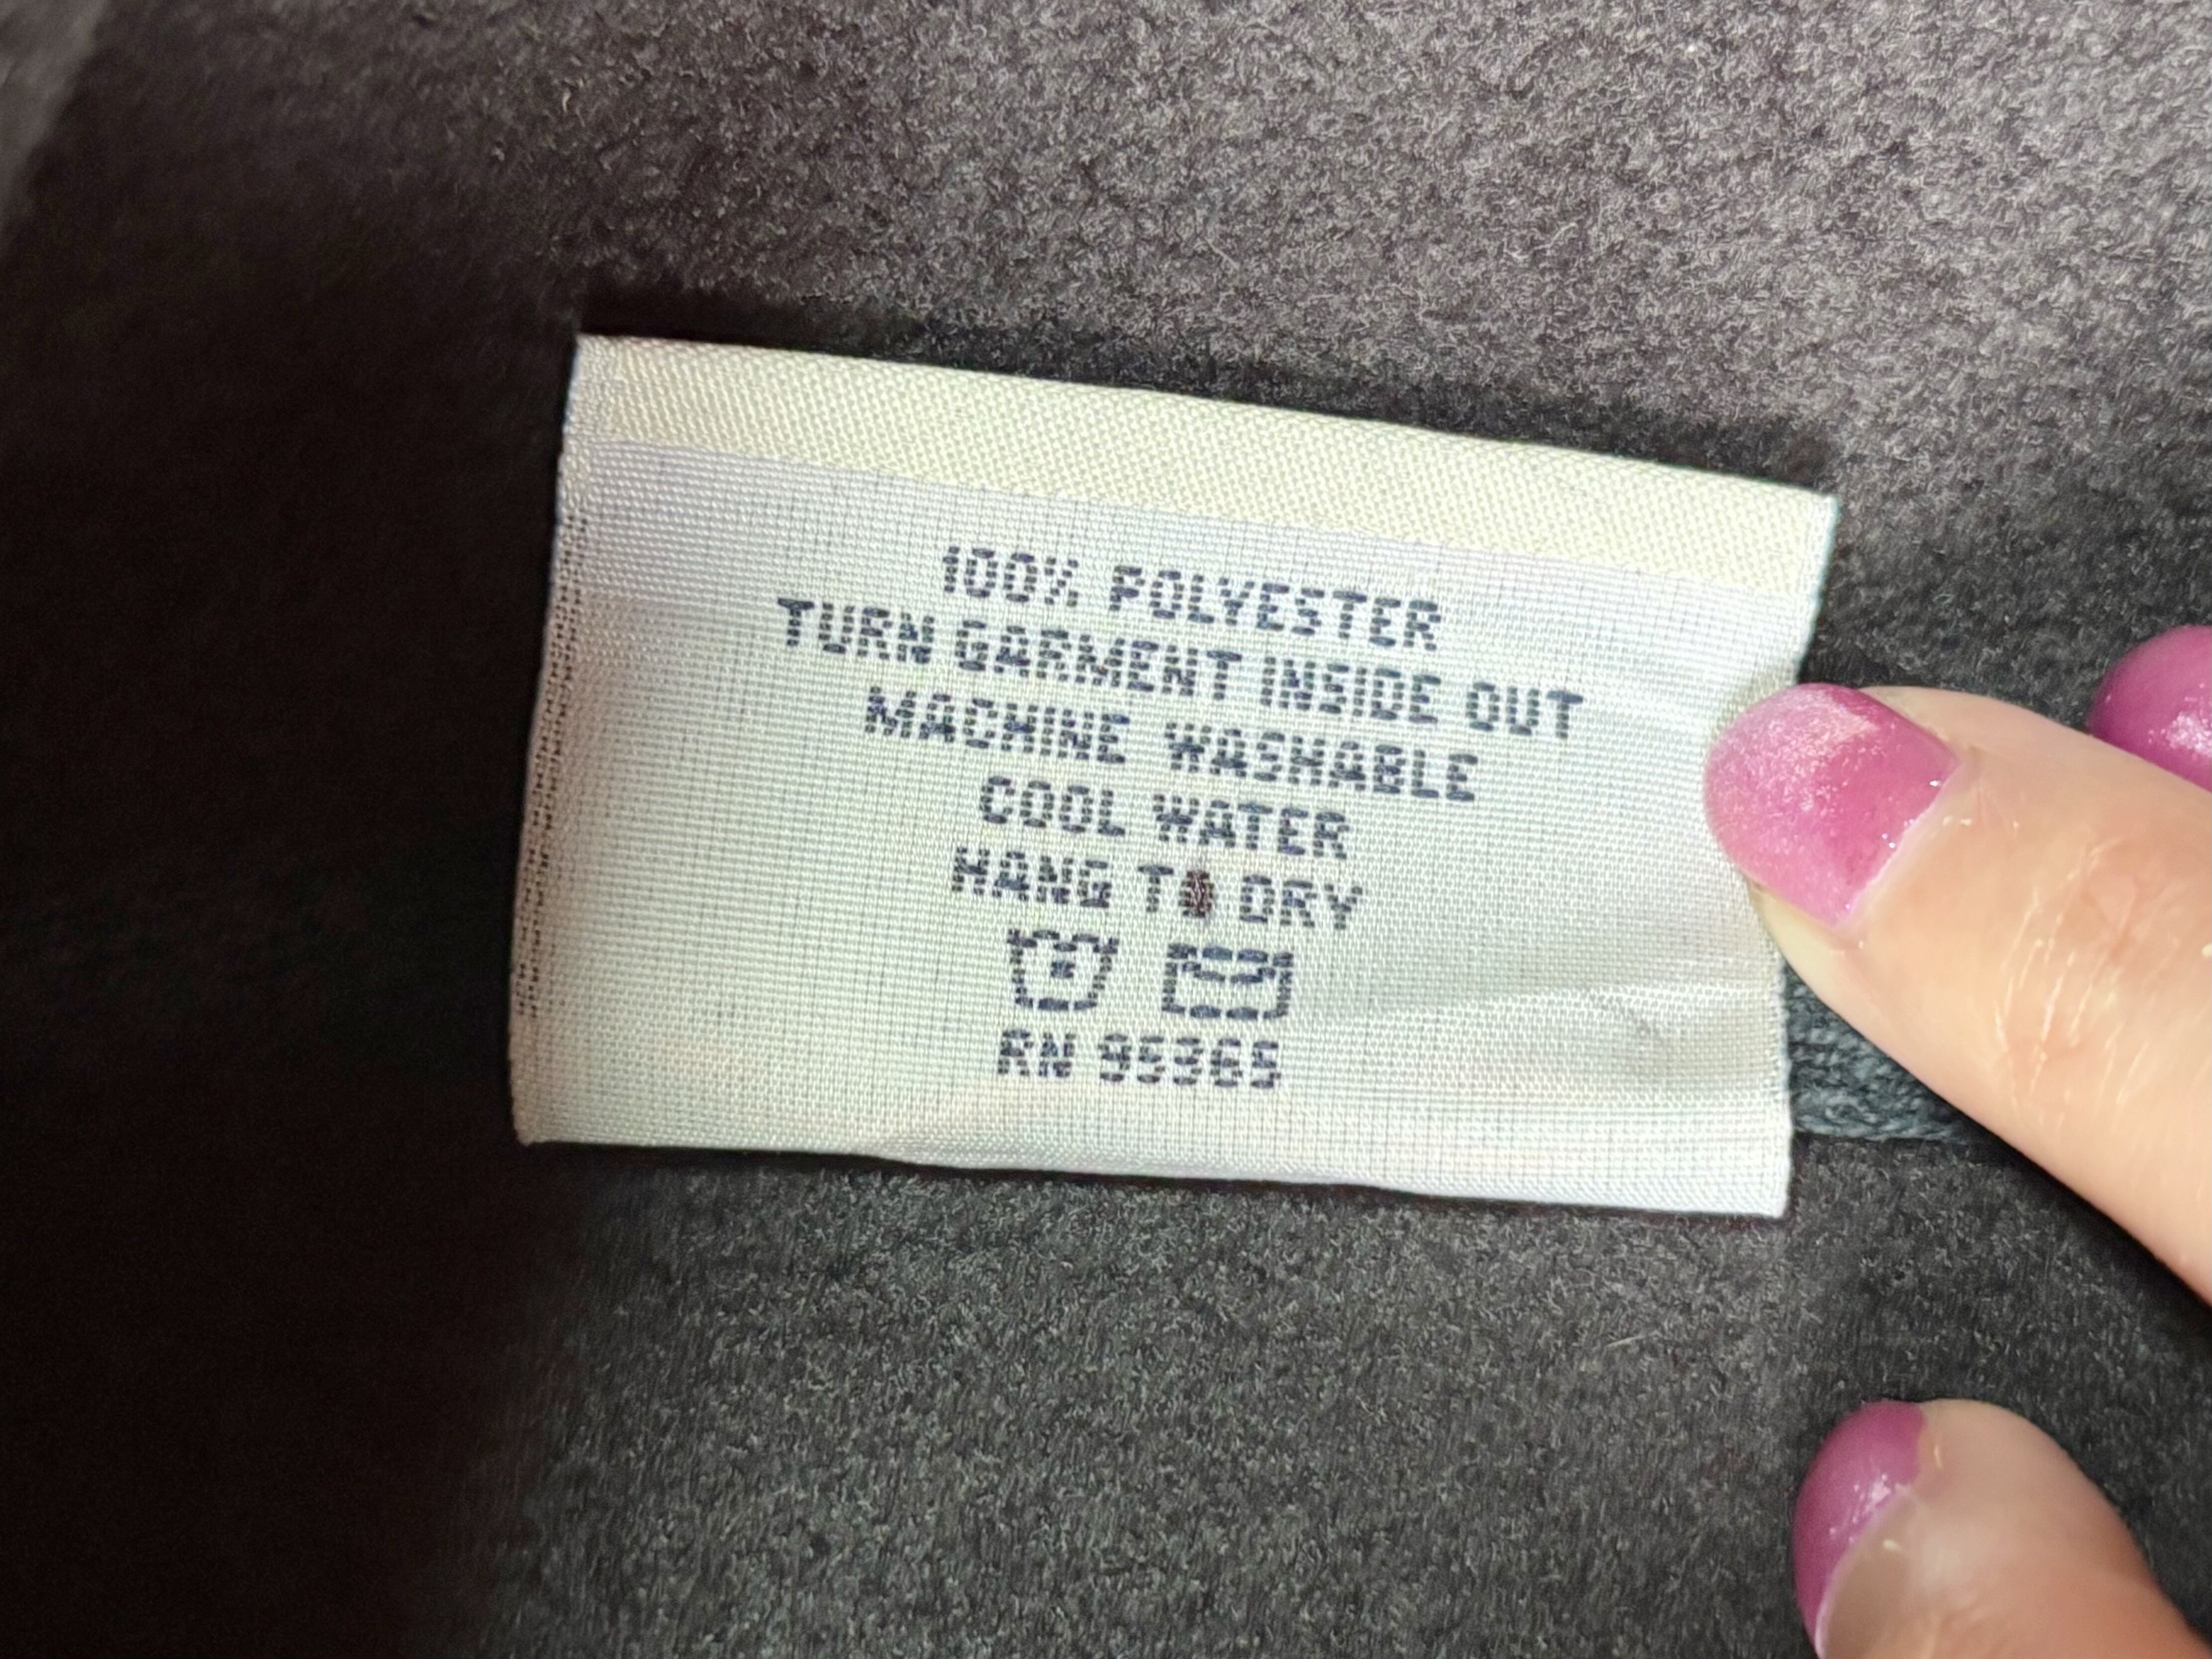 100% POLYESTER
TURN GARMENT INSIDE OUT
MACHINE WASHABLE
COOL WATER
HANG TO DRY
RN 95365